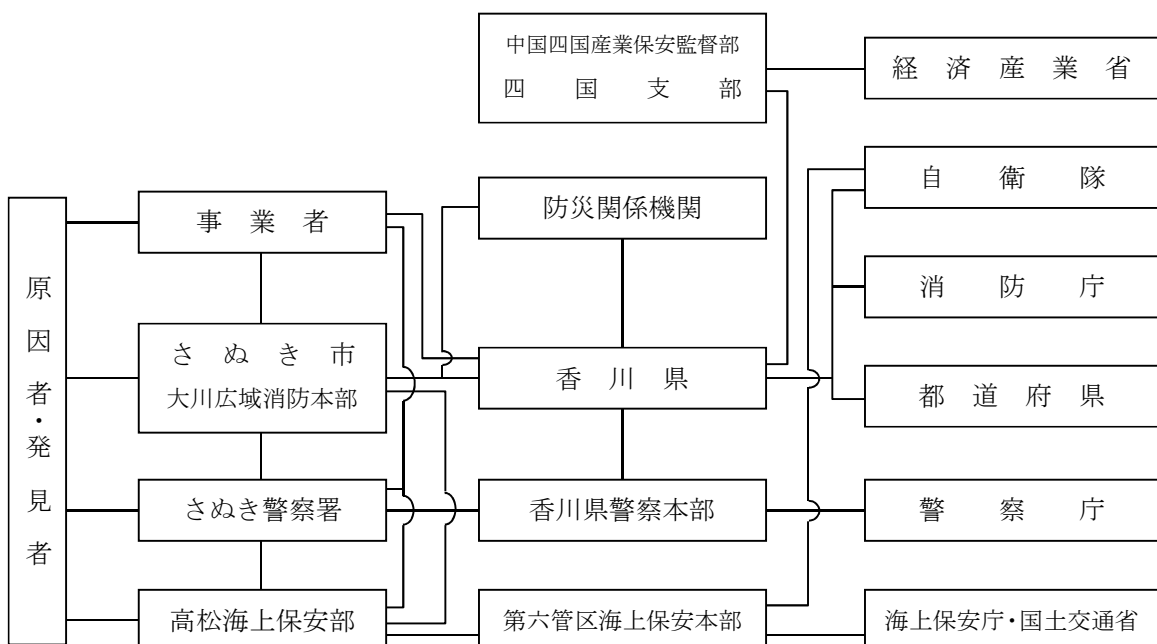 中国四国産業保安監督部
四国支部
経済産業省
自衛隊
防災関係機関
事業者
消防庁
原因者・発見者
さぬき市
大川広域消防本部
香川県
都道府県
さぬき警察署
香川県警察本部
警察庁
高松海上保安部
第六管区海上保安本部
海上保安庁・国土交通省